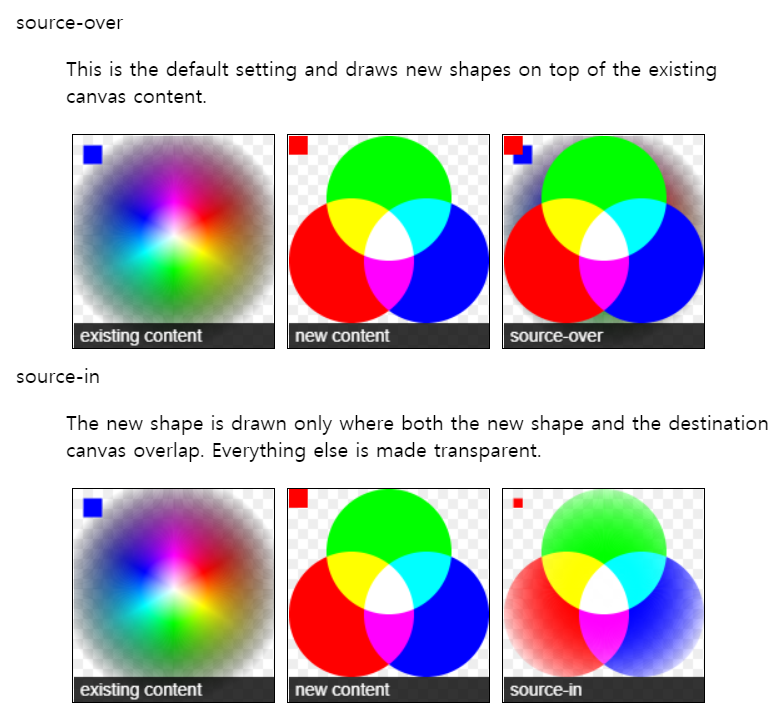 source-over
This is the default setting and draws new shapes on top of the existing
canvas content.
existing content
new content
source-over
source-in
The new shape is drawn only where both the new shape and the destination
canvas overlap. Everything else is made transparent.
existing content
new content
source-in